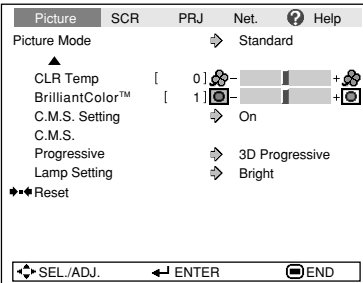 Picture SCR PRJ Net. ? Help
Picture Mode Standard
CLR Temp [ 0 ] - +
BrilliantColor™ [ 1 ] - +
C.M.S. Setting On
C.M.S.
Progressive 3D Progressive
Lamp Setting Bright
Reset
SEL./ADJ. ENTER END